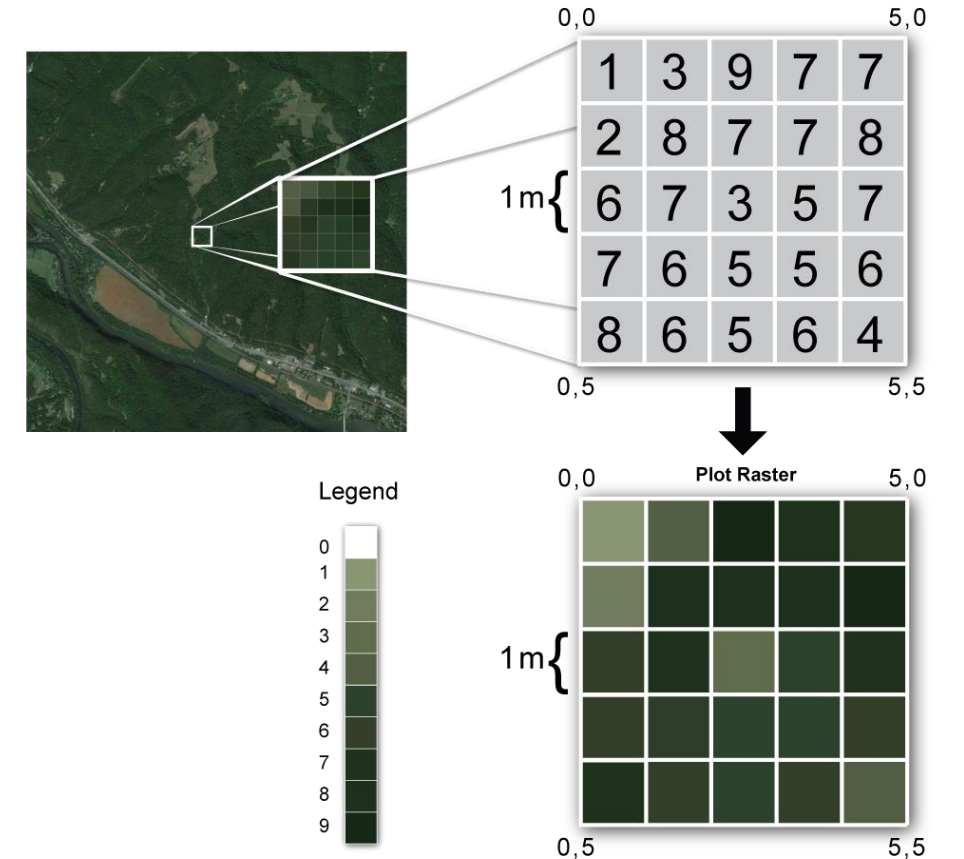 0,0 5,0
1 3 9 7 7
2 8 7 7 8
1m{ 6 7 3 5 7
7 6 5 5 6
8 6 5 6 4
0,5 5,5
Plot Raster
0,0 5,0
1m{
0,5 5,5
Legend
0
1
2
3
4
5
6
7
8
9